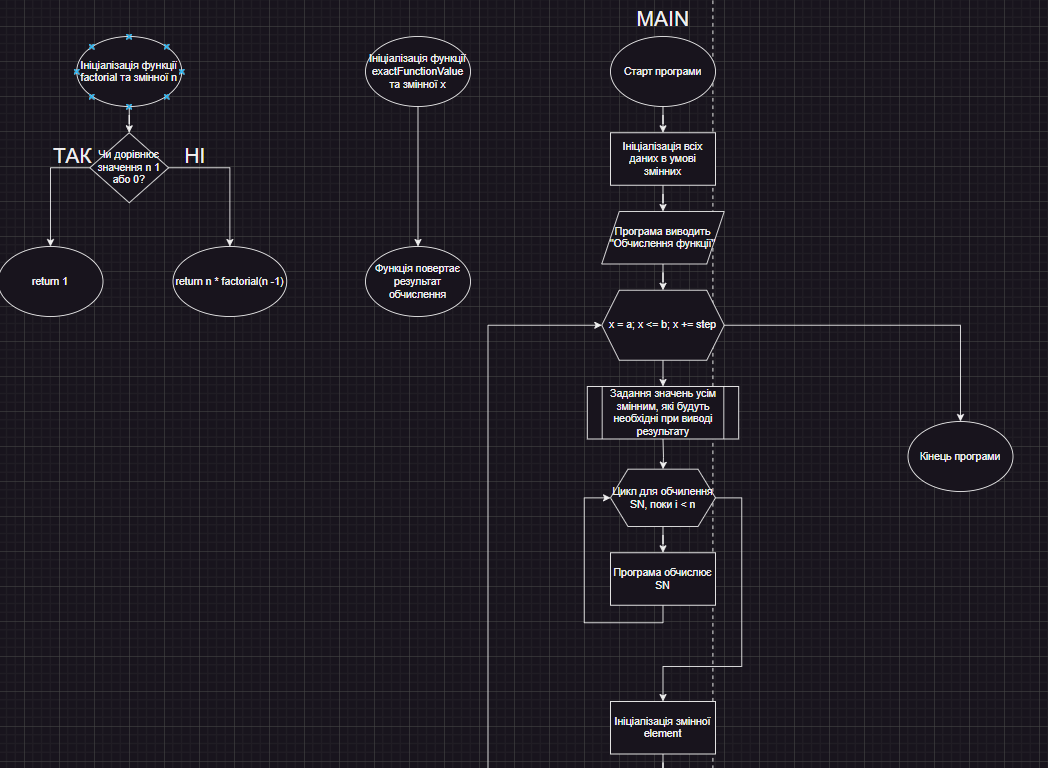 MAIN
Ініціалізація функції
factorial та змінної n
Ініціалізація функції
exactFunctionValue
та змінної x
Старт програми
ТАК
Чи дорівнює
значення n 1
або 0?
НІ
Ініціалізація всіх
даних в умові
змінних
Програма виводить
"Обчислення функції"
return 1
return n * factorial(n -1)
Функція повертає
результат
обчислення
x = a; x <= b; x += step
Задання значень усім
змінним, які будуть
необхідні при виводі
результату
Кінець програми
Цикл для обчилення
SN, поки i < n
Програма обчислює
SN
Ініціалізація змінної
element